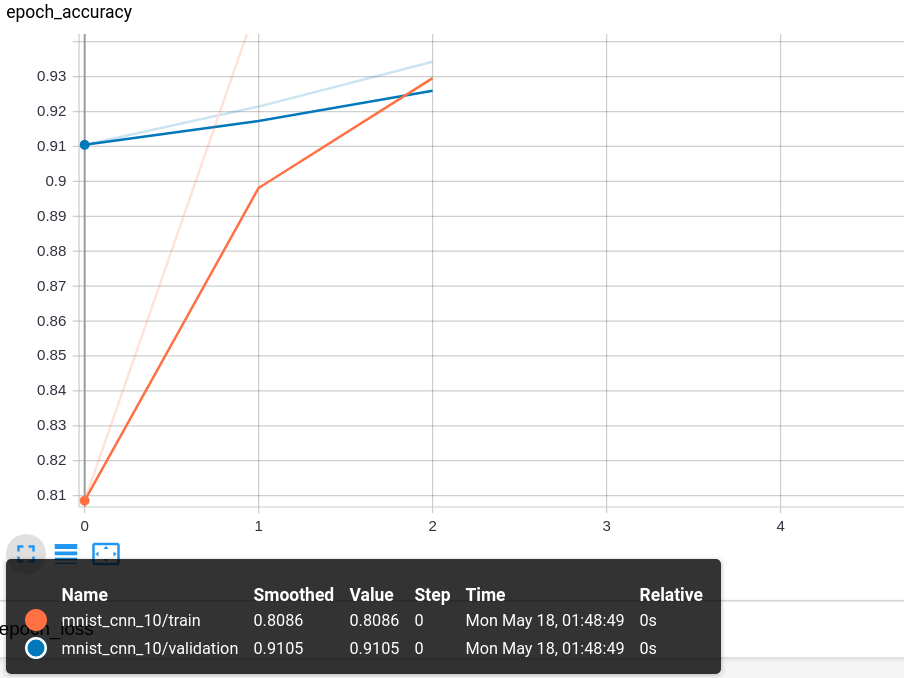 epoch_accuracy
0.93
0.92
0.91
0.9
0.89
0.88
0.87
0.86
0.85
0.84
0.83
0.82
0.81
0 1 2 3 4
Name Smoothed Value Step Time Relative
mnist_cnn_10/train 0.8086 0.8086 0 Mon May 18, 01:48:49 0s
epoch_loss
mnist_cnn_10/validation 0.9105 0.9105 0 Mon May 18, 01:48:49 0s